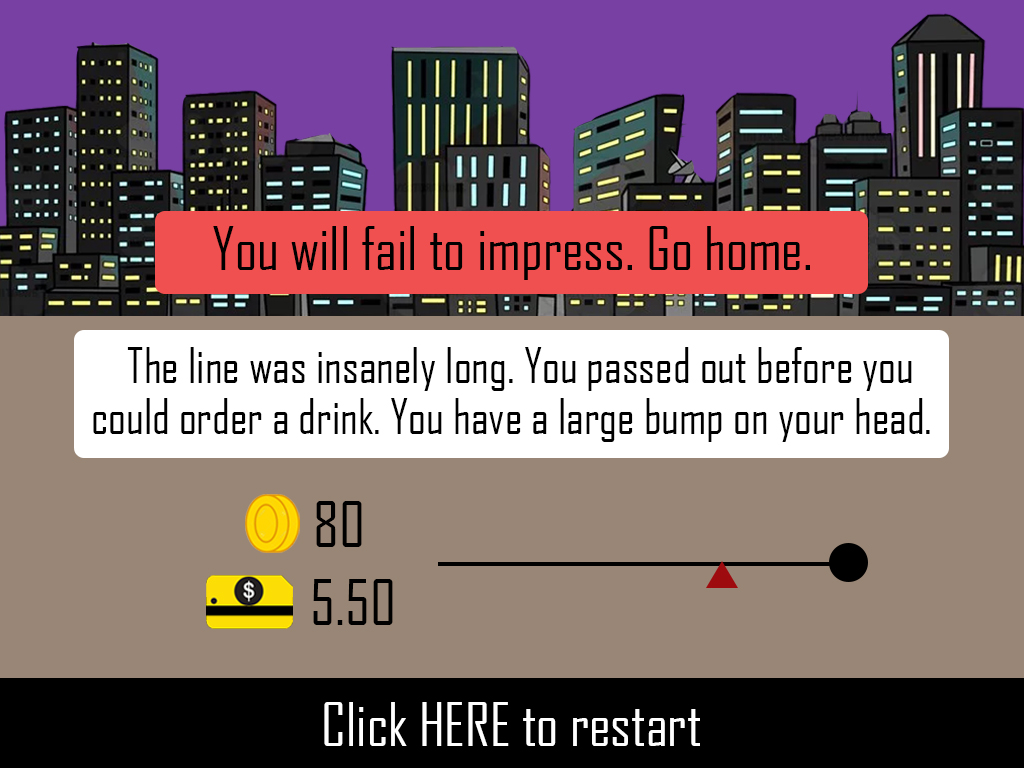 You will fail to impress. Go home.
The line was insanely long. You passed out before you
could order a drink. You have a large bump on your head.
80
$ 5.50
Click HERE to restart